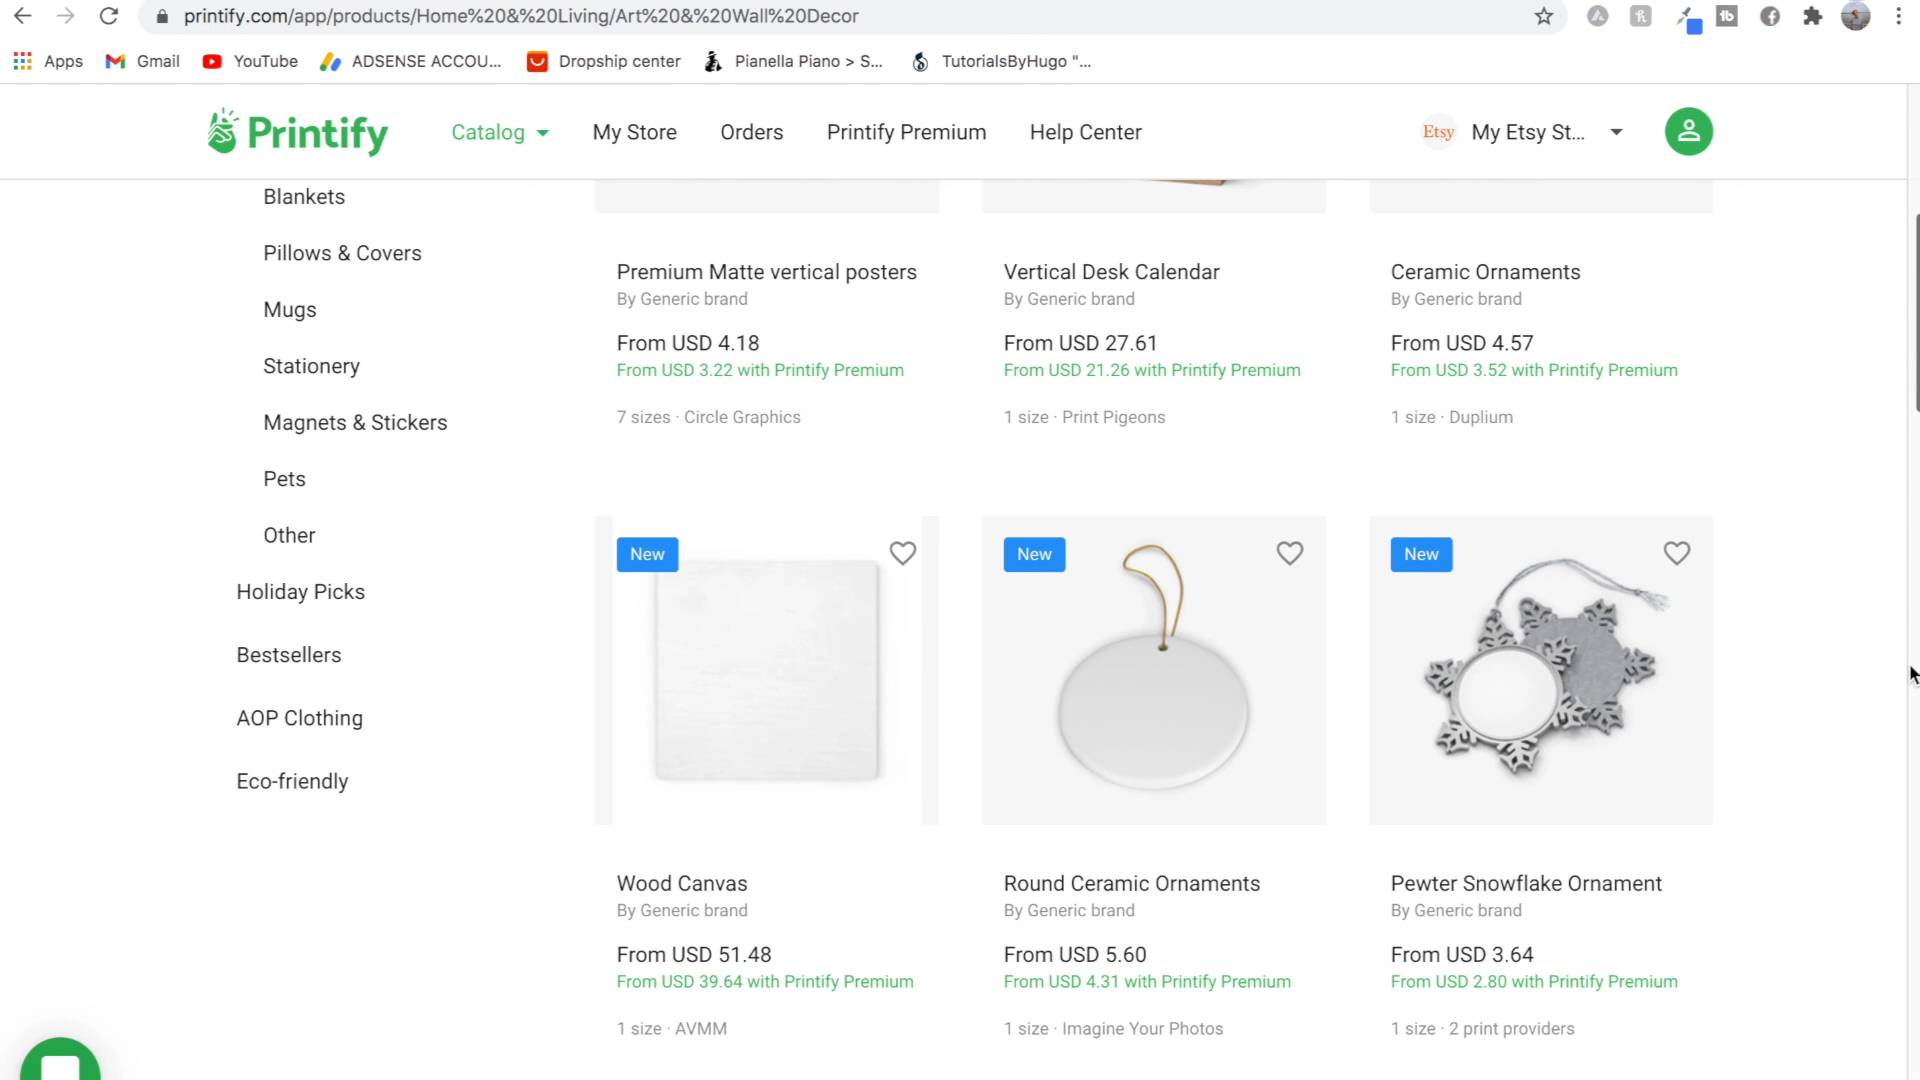 printify.com/app/products/Home%20&%20Living/Art%20&%20Wall%20Decor
Apps
Gmail
YouTube
ADSENSE ACCOU...
Dropship center
Pianella Piano > S...
TutorialsByHugo "...
Printify
Catalog
My Store
Orders
Printify Premium
Help Center
Etsy
My Etsy St...
Blankets
Pillows & Covers
Mugs
Stationery
Magnets & Stickers
Pets
Other
Holiday Picks
Bestsellers
AOP Clothing
Eco-friendly
Premium Matte vertical posters
By Generic brand
From USD 4.18
From USD 3.22 with Printify Premium
7 sizes · Circle Graphics
Vertical Desk Calendar
By Generic brand
From USD 27.61
From USD 21.26 with Printify Premium
1 size · Print Pigeons
Ceramic Ornaments
By Generic brand
From USD 4.57
From USD 3.52 with Printify Premium
1 size · Duplium
New
Wood Canvas
By Generic brand
From USD 51.48
From USD 39.64 with Printify Premium
1 size · AVMM
New
Round Ceramic Ornaments
By Generic brand
From USD 5.60
From USD 4.31 with Printify Premium
1 size · Imagine Your Photos
New
Pewter Snowflake Ornament
By Generic brand
From USD 3.64
From USD 2.80 with Printify Premium
1 size · 2 print providers